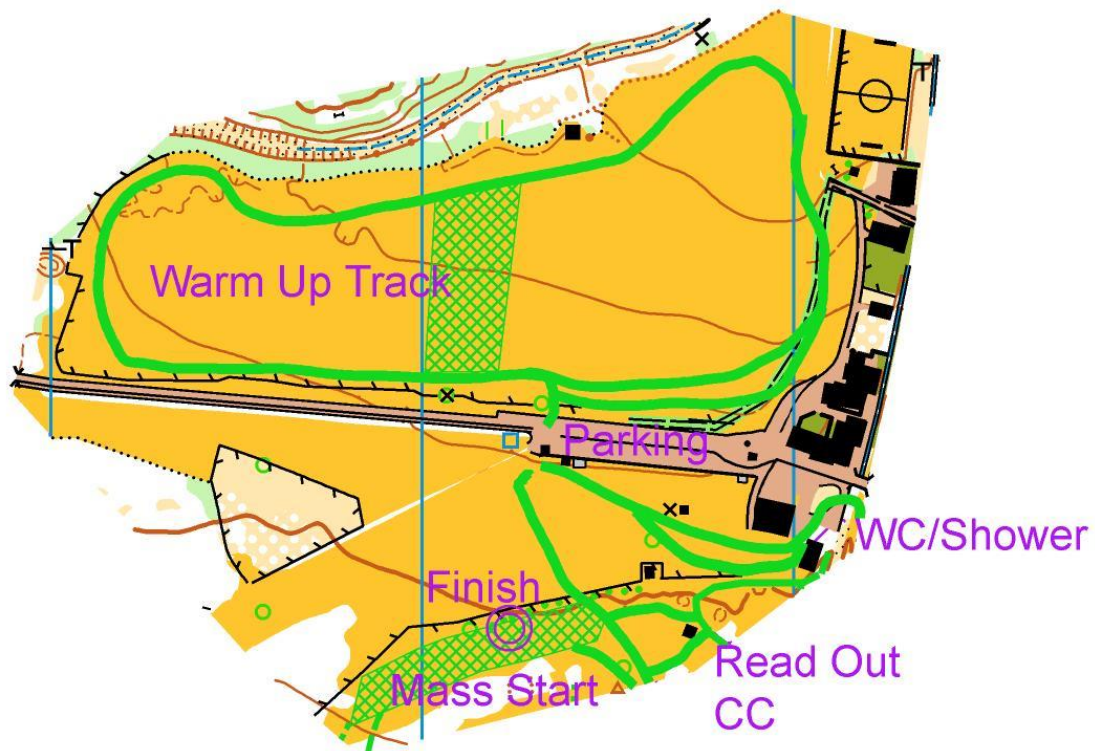 Warm Up Track
Parking
WC/Shower
Finish
Read Out
CC
Mass Start